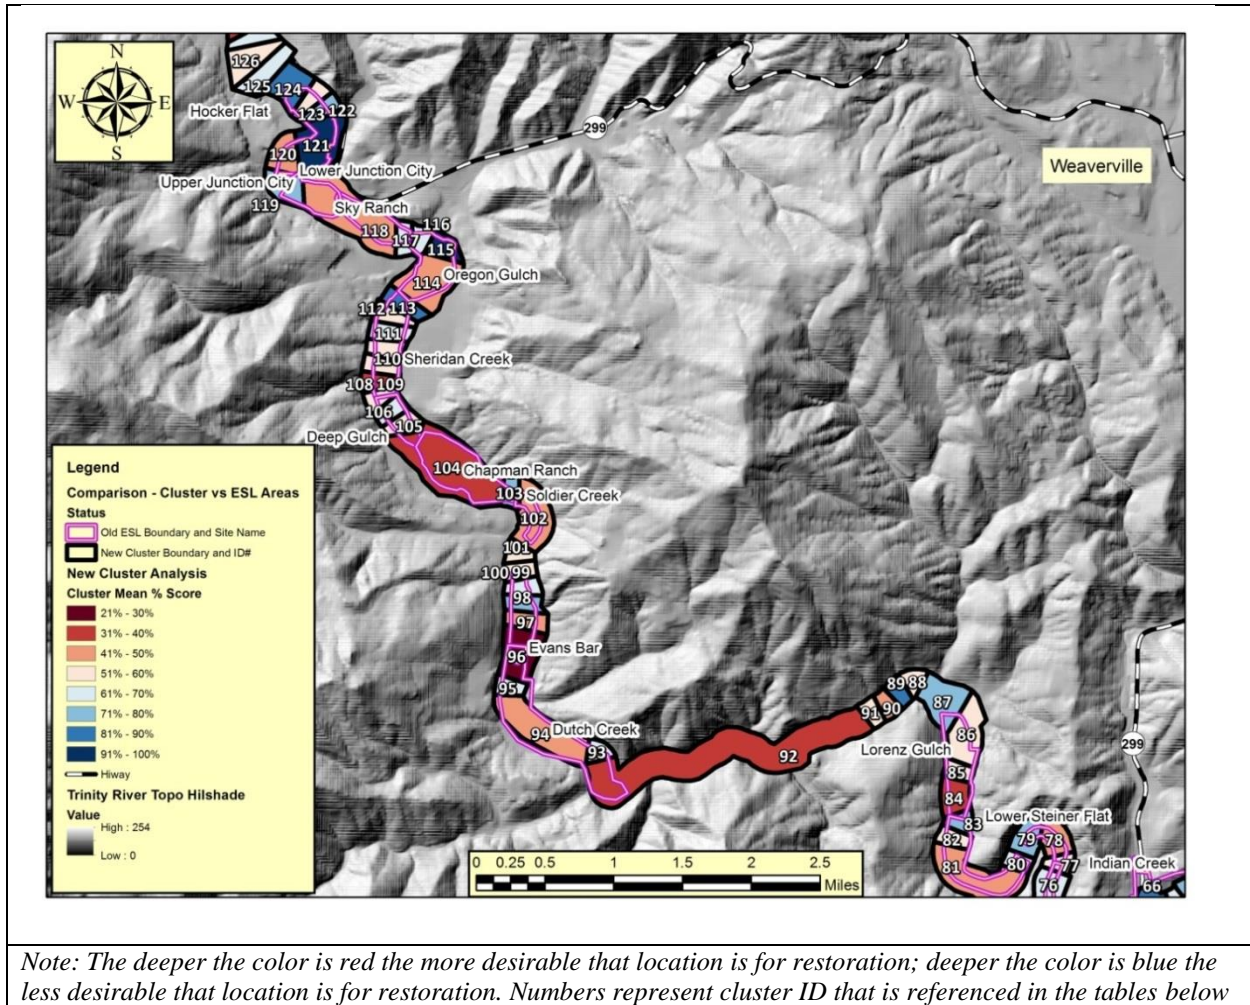 N
W E
S
126
125
124
122
123
Hocker Flat
299
121
120
Lower Junction City
Weaverville
Upper Junction City
119
Sky Ranch
118
116
117
115
Oregon Gulch
114
112 113
111
110 Sheridan Creek
108 109
106
105
Deep Gulch
104 Chapman Ranch
103 Soldier Creek
102
101
100 99
98
97
Evans Bar
96
95
94 Dutch Creek
93
92
91 90
89 88
87
86
Lorenz Gulch
299
85
84
83 Lower Steiner Flat
82
79 78
81
80
77 Indian Creek
76
66
Legend
Comparison - Cluster vs ESL Areas
Status
Old ESL Boundary and Site Name
New Cluster Boundary and ID#
New Cluster Analysis
Cluster Mean % Score
21% - 30%
31% - 40%
41% - 50%
51% - 60%
61% - 70%
71% - 80%
81% - 90%
91% - 100%
Hiway
Trinity River Topo Hilshade
Value
High : 254
Low : 0
0 0.25 0.5 1 1.5 2 2.5
Miles
Note: The deeper the color is red the more desirable that location is for restoration; deeper the color is blue the
less desirable that location is for restoration. Numbers represent cluster ID that is referenced in the tables below